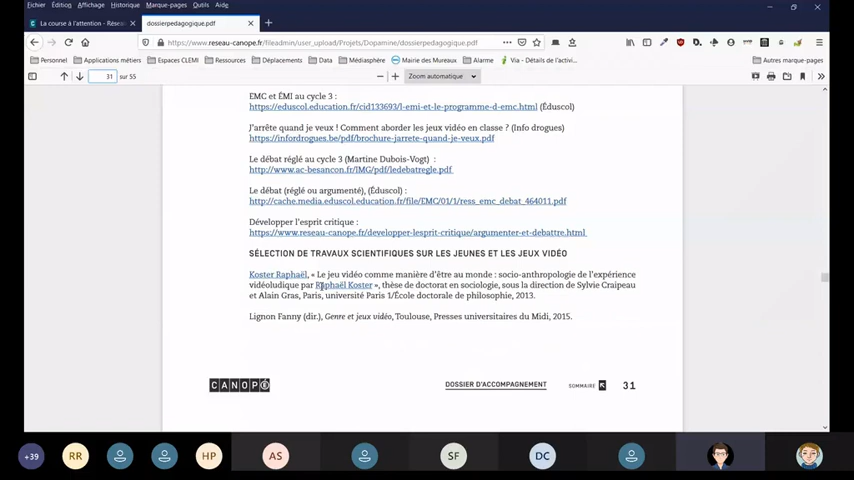 Fichier Édition Affichage Historique Marque-pages Outils Aide
La course à l'attention - Résea × dossierpedagogique.pdf × +
https://www.reseau-canope.fr/fileadmin/user_upload/Projets/Dopamine/dossierpedagogique.pdf
Personnel Applications métier Espaces CLEMI Ressources Déplacements Data Médiasphère Mairie des Mureaux Alarme Via - Détails de l'activi... Autres marque-pages
31 sur 55 Zoom automatique
EMC et ÉMI au cycle 3 :
https://eduscol.education.fr/cid133693/l-emi-et-le-programme-d-emc.html (Éduscol)
J'arrête quand je veux ! Comment aborder les jeux vidéo en classe ? (Info drogues)
https://infordrogues.be/pdf/brochure-jarrete-quand-je-veux.pdf
Le débat réglé au cycle 3 (Martine Dubois-Vogt) :
http://www.ac-besancon.fr/IMG/pdf/ledebatregle.pdf
Le débat (réglé ou argumenté), (Éduscol) :
http://cache.media.eduscol.education.fr/file/EMC/01/1/ress_emc_debat_464011.pdf
Développer l'esprit critique :
https://www.reseau-canope.fr/developper-lesprit-critique/argumenter-et-debattre.html
SÉLECTION DE TRAVAUX SCIENTIFIQUES SUR LES JEUNES ET LES JEUX VIDÉO
Koster Raphaël, « Le jeu vidéo comme manière d'être au monde : socio-anthropologie de l'expérience
vidéoludique par Raphaël Koster », thèse de doctorat en sociologie, sous la direction de Sylvie Craipeau
et Alain Gras, Paris, université Paris 1/École doctorale de philosophie, 2013.
Lignon Fanny (dir.), Genre et jeux vidéo, Toulouse, Presses universitaires du Midi, 2015.
CANOPÉ DOSSIER D'ACCOMPAGNEMENT SOMMAIRE 31
+39 RR HP AS SF DC